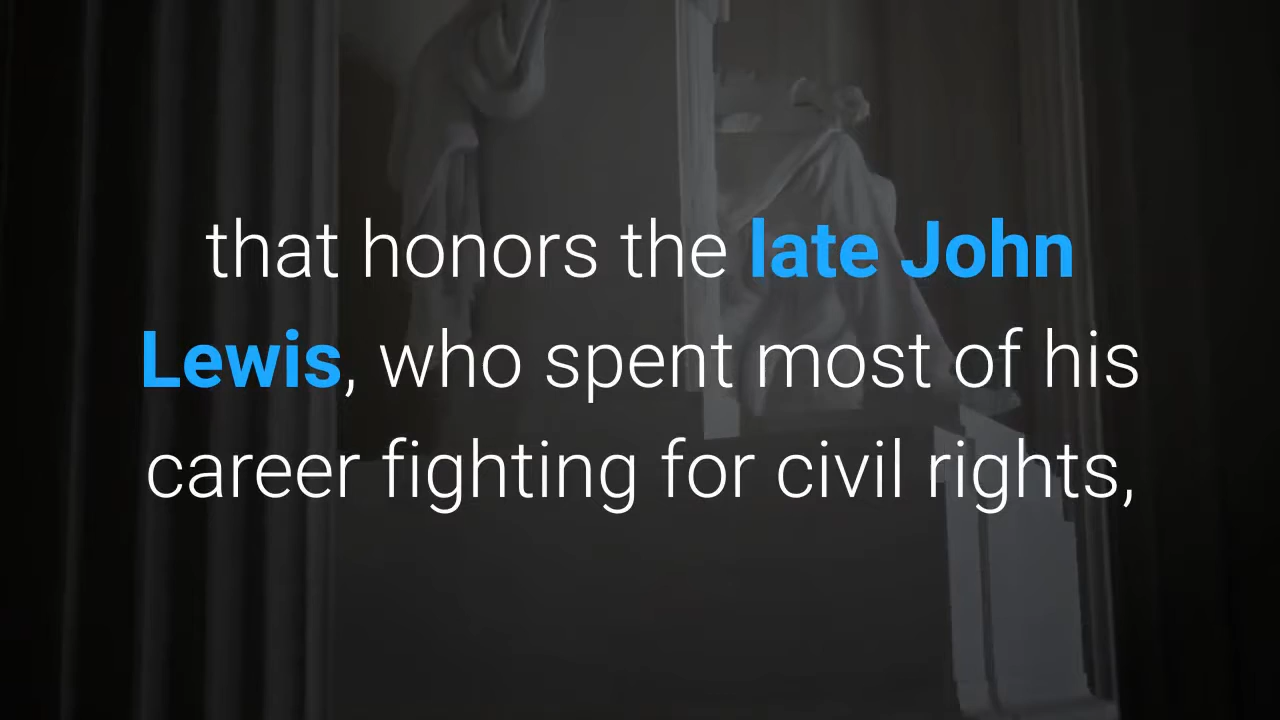 that honors the late John
Lewis, who spent most of his
career fighting for civil rights,